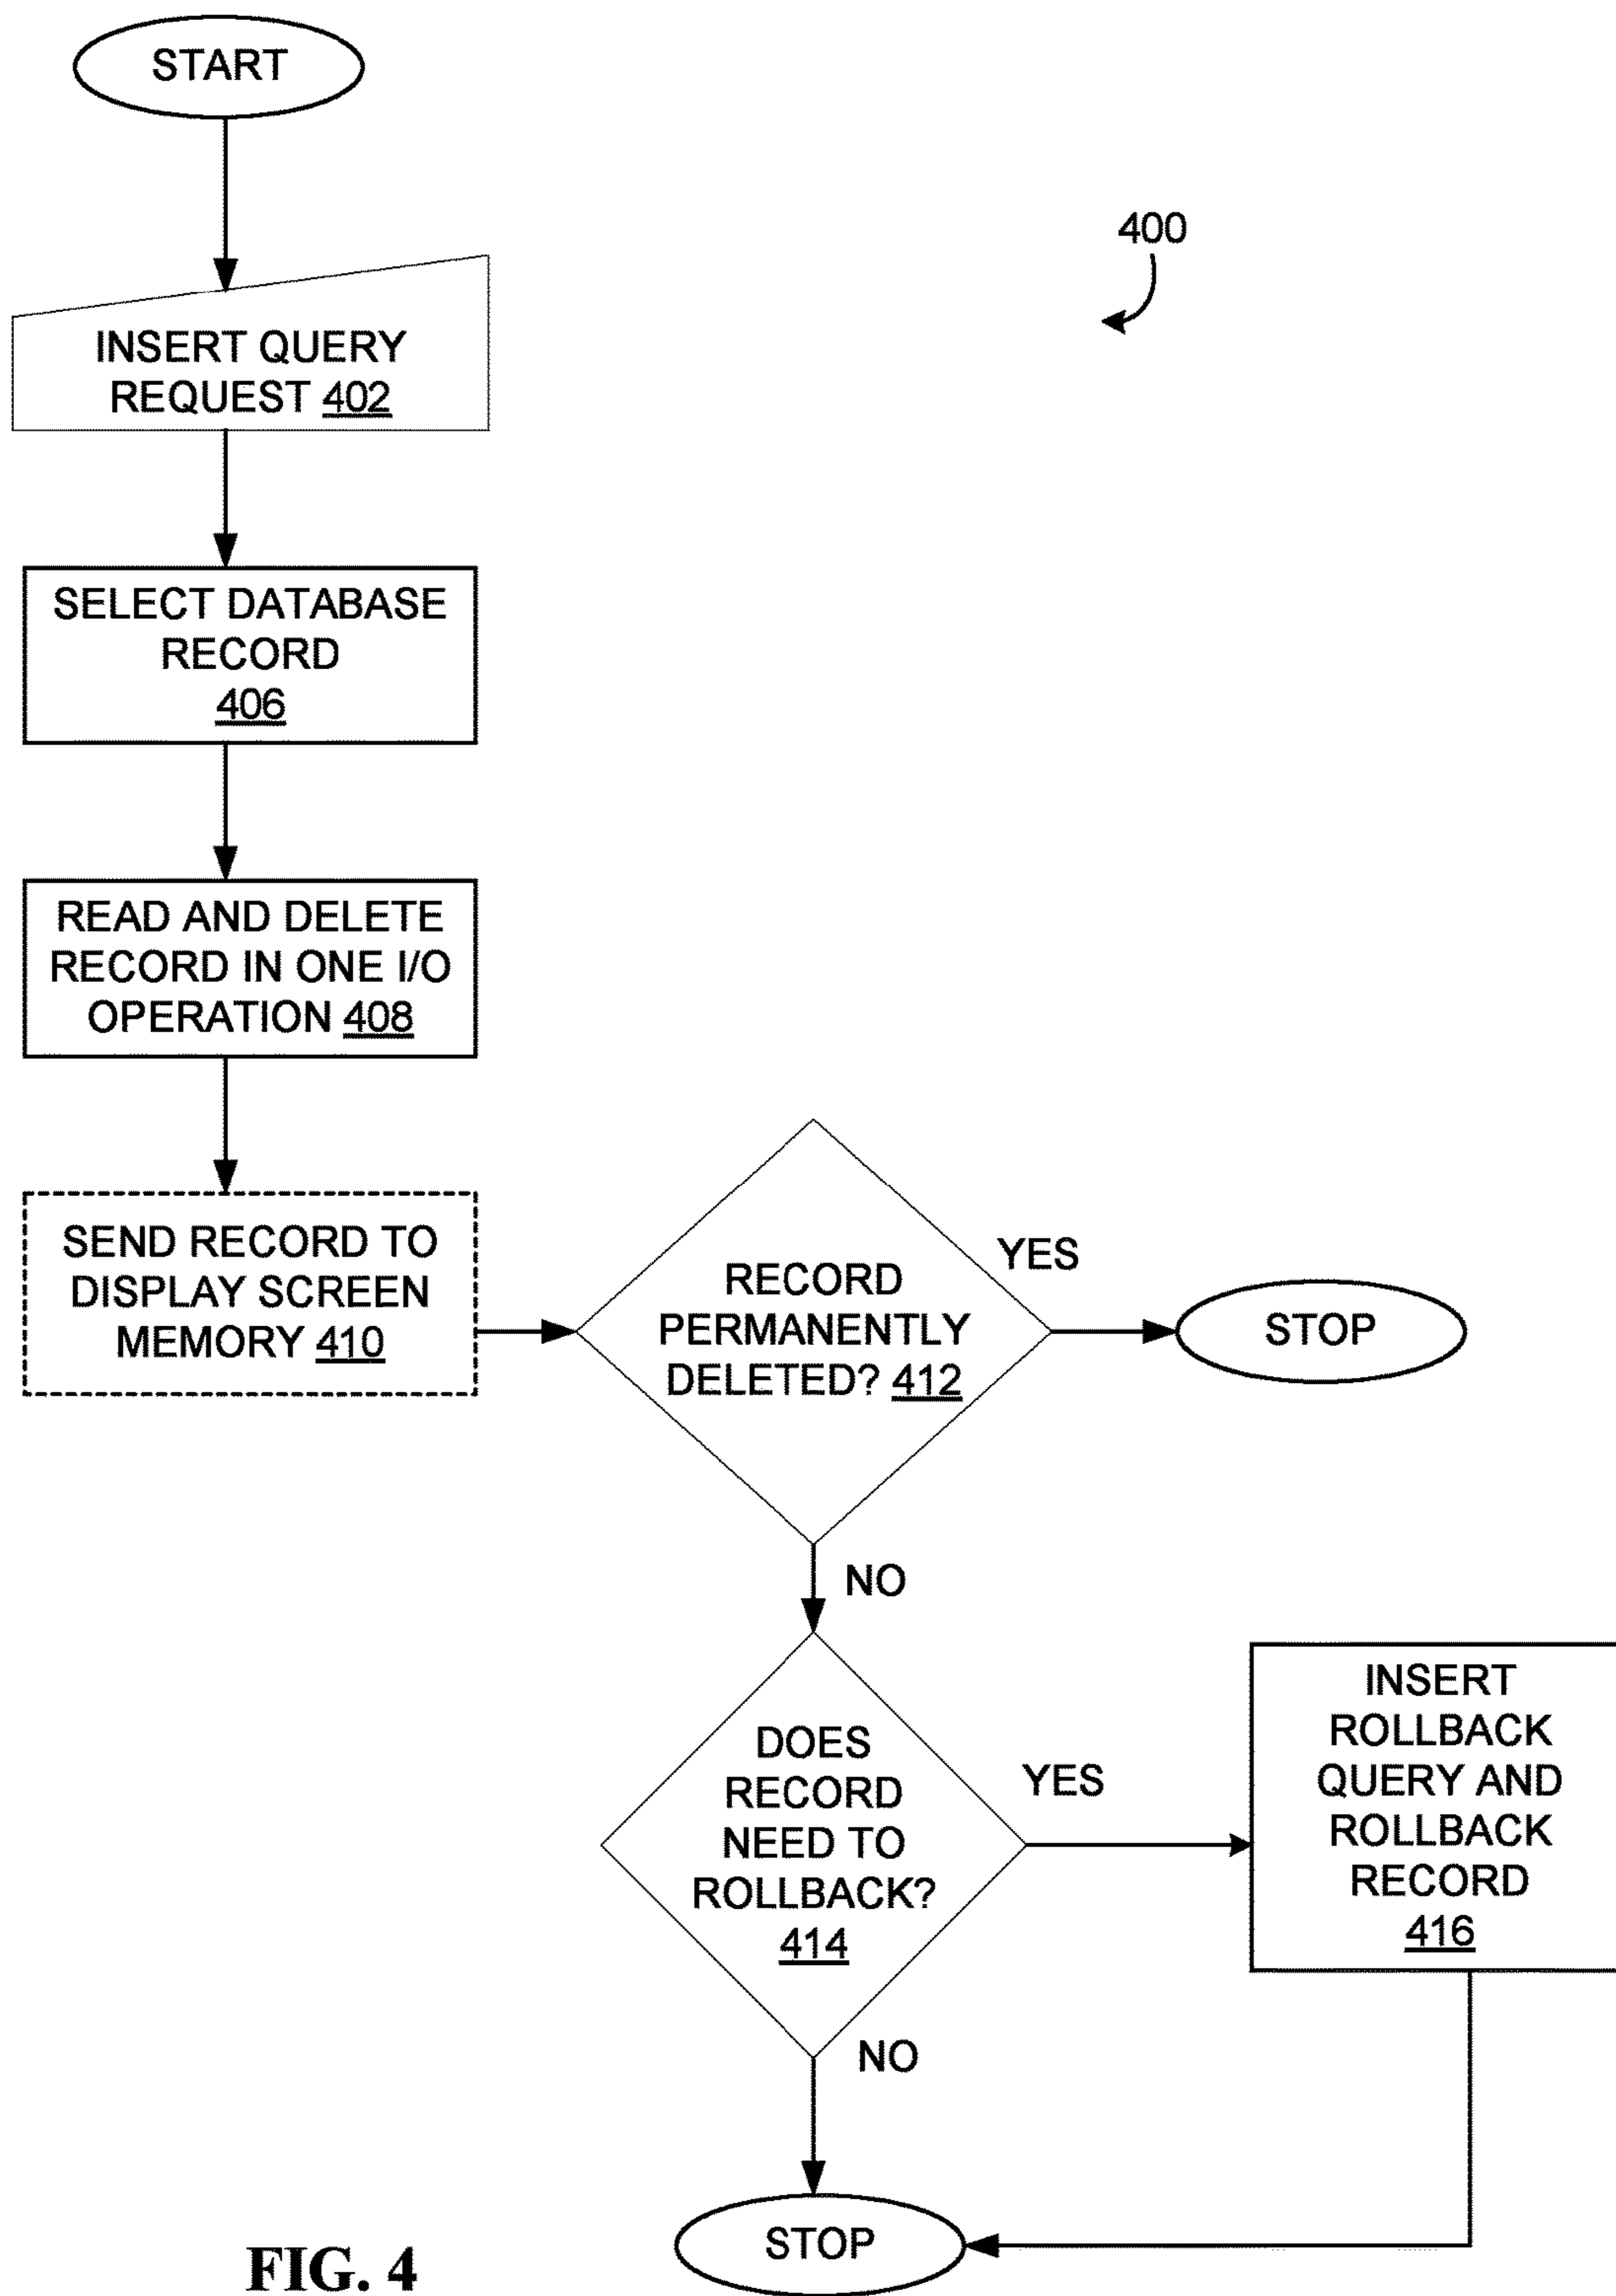 START
400
INSERT QUERY
REQUEST 402
SELECT DATABASE
RECORD
406
READ AND DELETE
RECORD IN ONE I/O
OPERATION 408
SEND RECORD TO
DISPLAY SCREEN
MEMORY 410
RECORD
PERMANENTLY
DELETED? 412
YES
STOP
NO
DOES
RECORD
NEED TO
ROLLBACK?
414
YES
INSERT
ROLLBACK
QUERY AND
ROLLBACK
RECORD
416
NO
STOP
FIG. 4